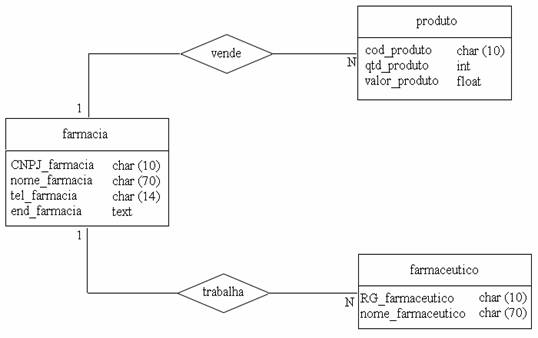 produto
cod_produto char (10)
qtd_produto int
valor_produto float
vende
N
1
farmacia
CNPJ_farmacia char (10)
nome_farmacia char (70)
tel_farmacia char (14)
end_farmacia text
1
trabalha
N
farmaceutico
RG_farmaceutico char (10)
nome_farmaceutico char (70)